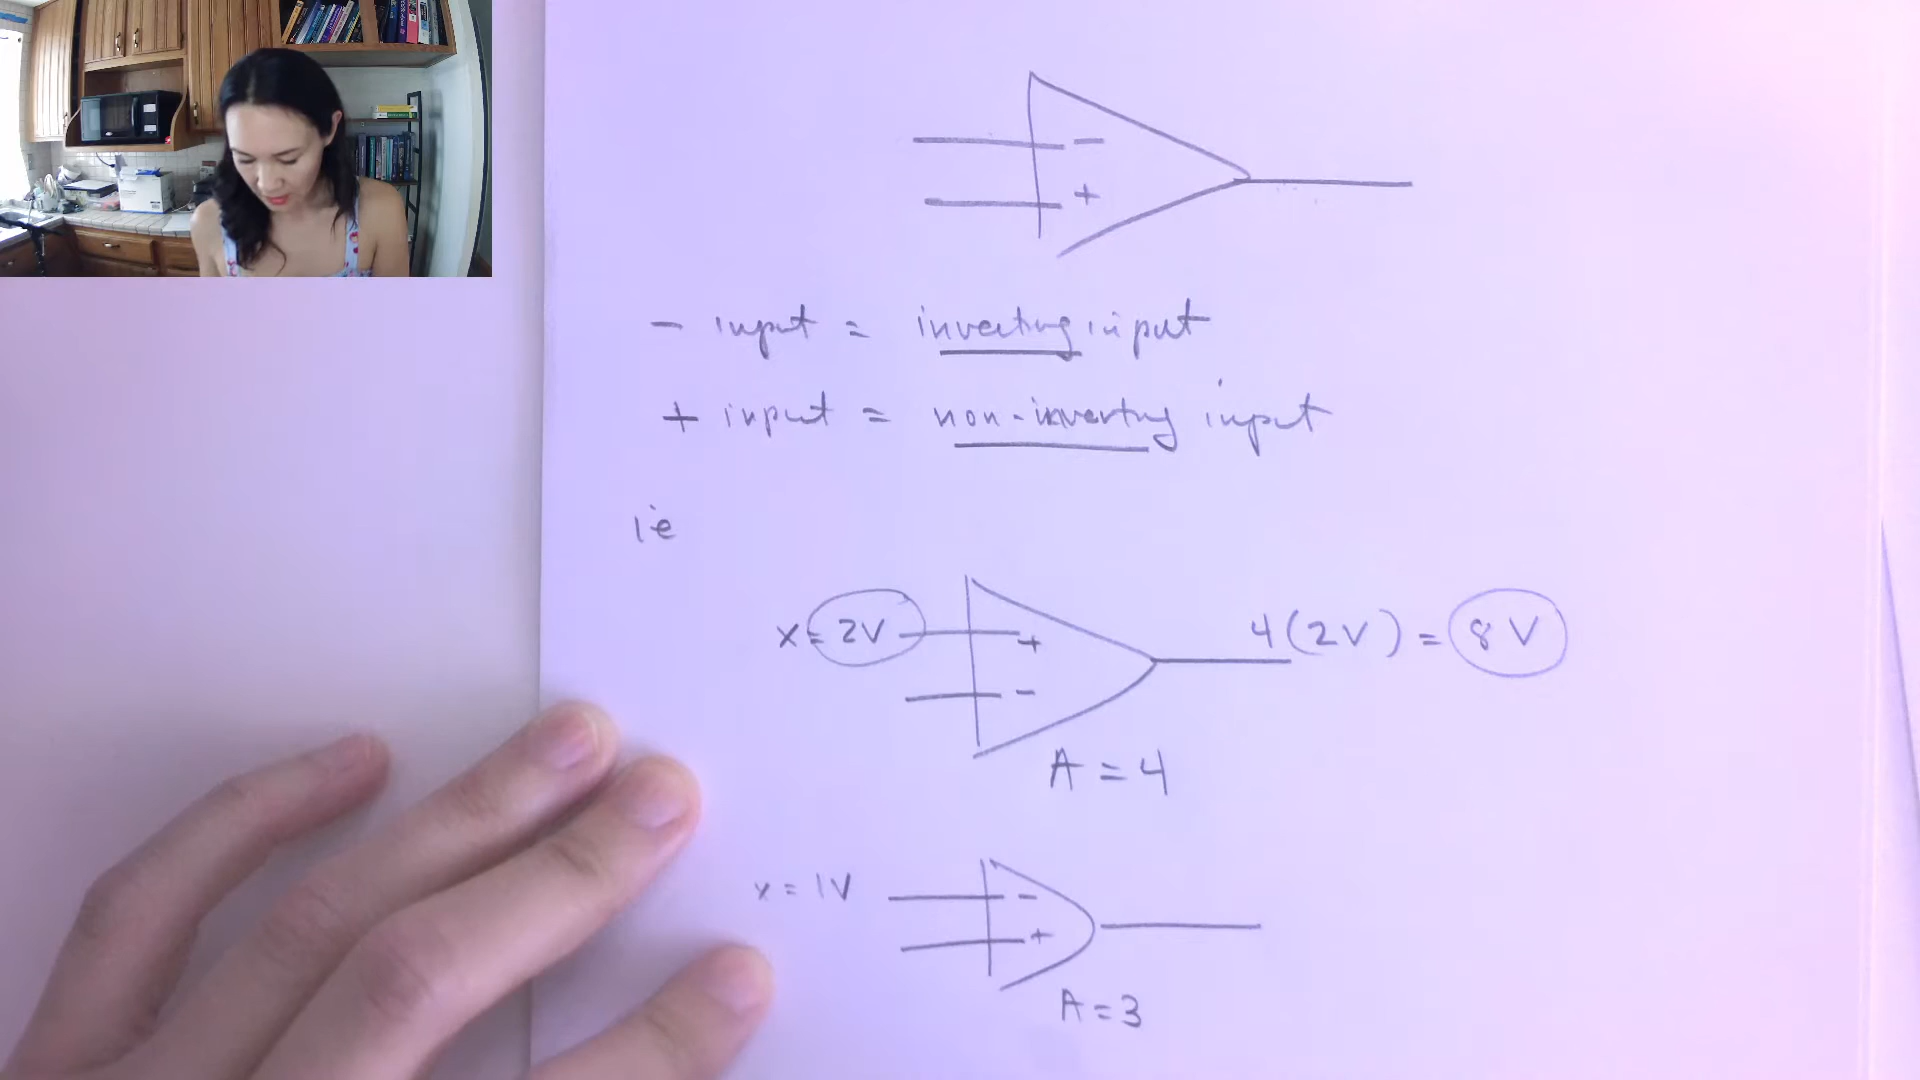 −
+
− input = inverting input
+ input = non-inverting input
ie
x = 2V + 4(2V) = 8V
−
A = 4
x = 1V −
+
A = 3